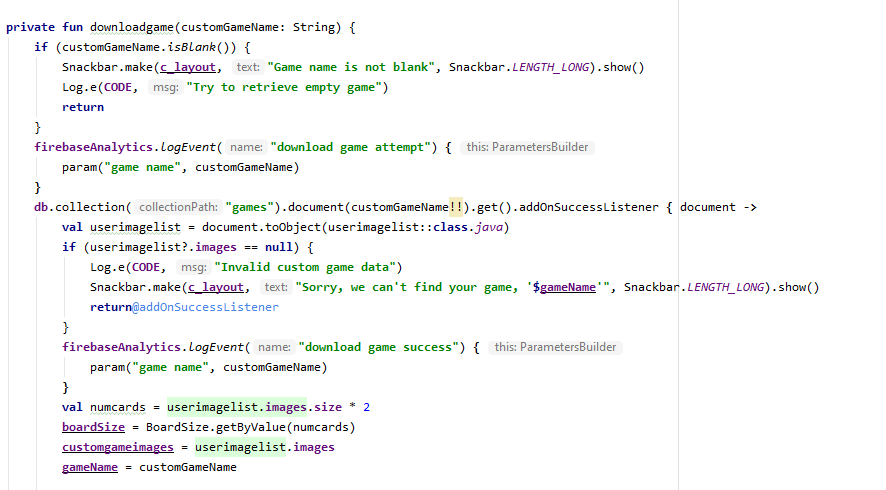 private fun downloadgame(customGameName: String) {
if (customGameName.isBlank()) {
Snackbar.make(c_layout, text: "Game name is not blank", Snackbar.LENGTH_LONG).show()
Log.e(CODE, msg: "Try to retrieve empty game")
return
}
firebaseAnalytics.logEvent( name: "download game attempt") { this: ParametersBuilder
param("game name", customGameName)
}
db.collection( collectionPath: "games").document(customGameName!!).get().addOnSuccessListener { document ->
val userimagelist = document.toObject(userimagelist::class.java)
if (userimagelist?.images == null) {
Log.e(CODE, msg: "Invalid custom game data")
Snackbar.make(c_layout, text: "Sorry, we can't find your game, '$gameName'", Snackbar.LENGTH_LONG).show()
return@addOnSuccessListener
}
firebaseAnalytics.logEvent( name: "download game success") { this: ParametersBuilder
param("game name", customGameName)
}
val numcards = userimagelist.images.size * 2
boardSize = BoardSize.getByValue(numcards)
customgameimages = userimagelist.images
gameName = customGameName